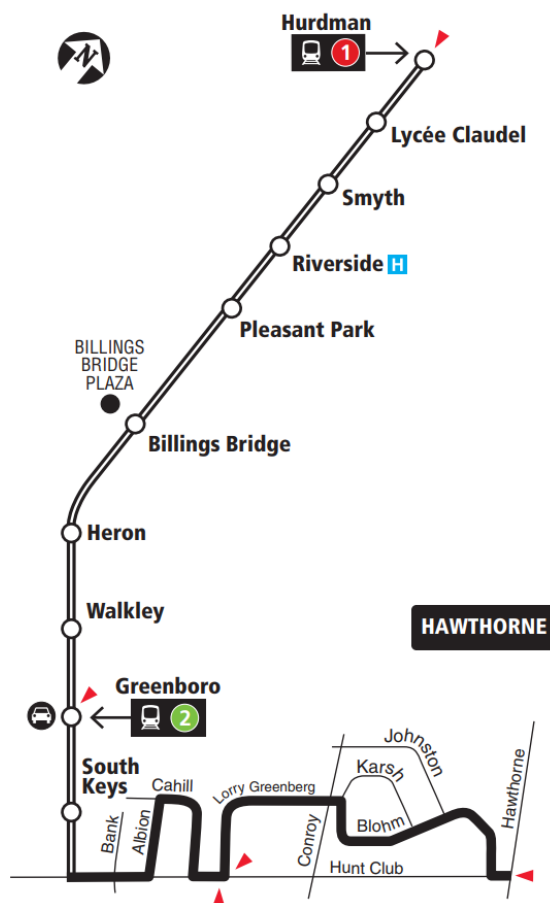 Hurdman
1
N
Lycée Claudel
Smyth
Riverside H
Pleasant Park
BILLINGS
BRIDGE
PLAZA
Billings Bridge
Heron
Walkley
HAWTHORNE
Greenboro
2
South
Keys
Cahill
Lorry Greenberg
Karsh
Johnston
Bank
Albion
Conroy
Blohm
Hawthorne
Hunt Club